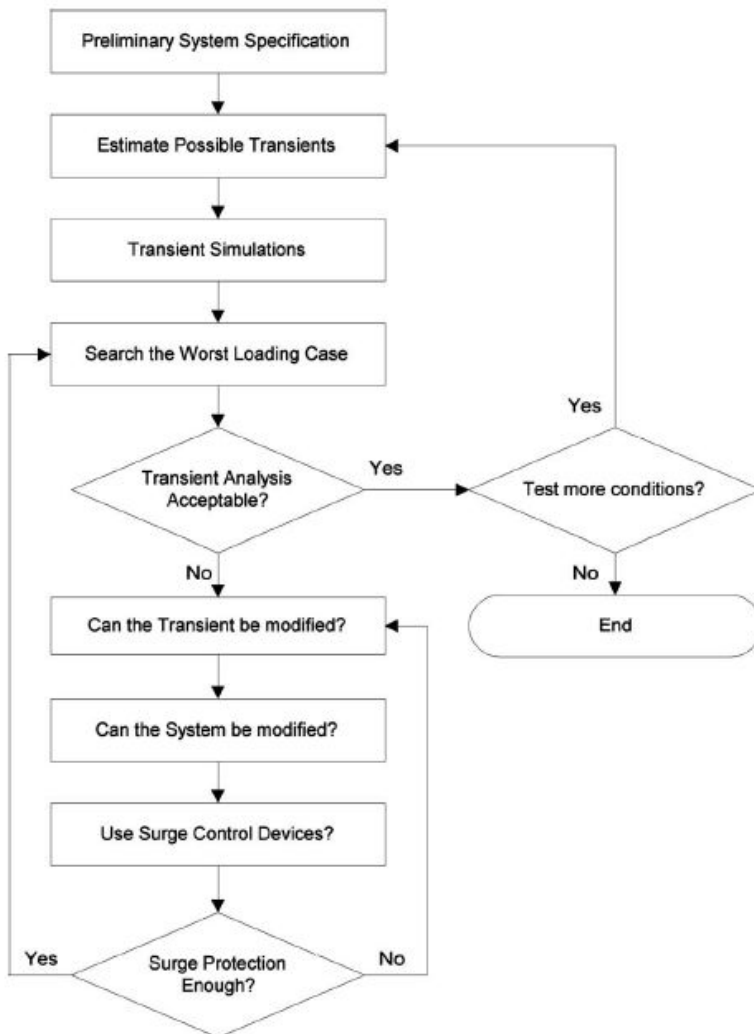 Preliminary System Specification
Estimate Possible Transients
Transient Simulations
Search the Worst Loading Case
Yes
Transient Analysis
Acceptable?
Yes
Test more conditions?
No
No
Can the Transient be modified?
End
Can the System be modified?
Use Surge Control Devices?
Yes
Surge Protection
Enough?
No